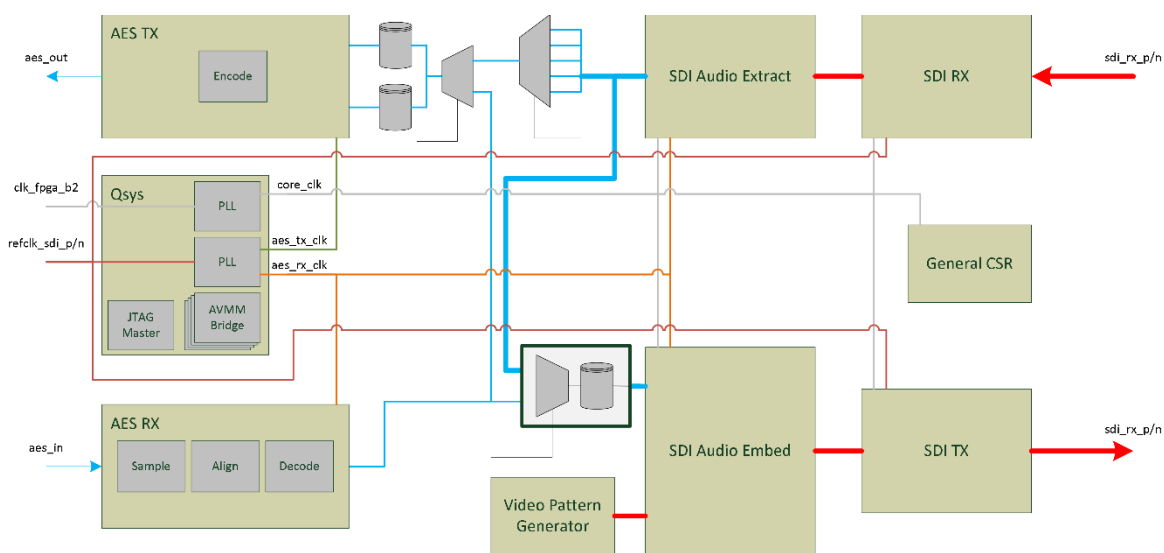 AES TX
aes_out
Encode
SDI Audio Extract
SDI RX
sdi_rx_p/n
clk_fpga_b2
Qsys
PLL
core_clk
refclk_sdi_p/n
PLL
aes_tx_clk
aes_rx_clk
General CSR
JTAG
Master
AVMM
Bridge
AES RX
aes_in
Sample
Align
Decode
SDI Audio Embed
SDI TX
sdi_rx_p/n
Video Pattern
Generator